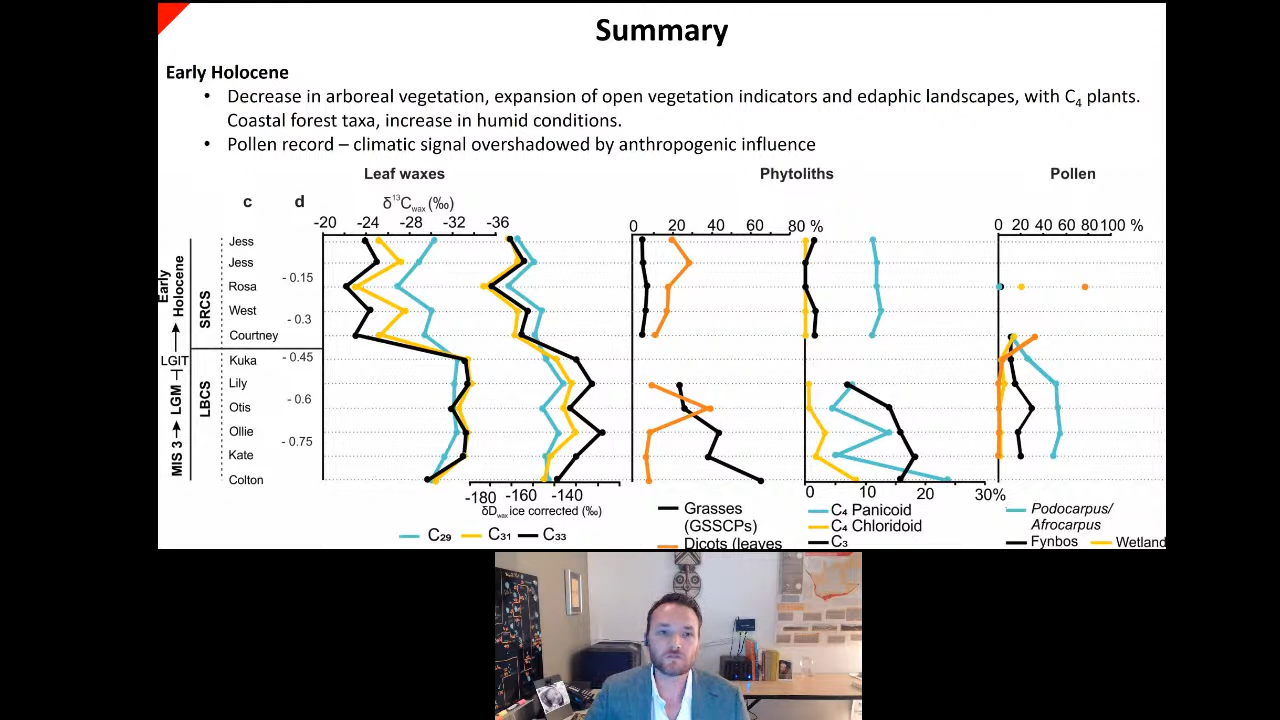 Summary
Early Holocene
• Decrease in arboreal vegetation, expansion of open vegetation indicators and edaphic landscapes, with C₄ plants.
Coastal forest taxa, increase in humid conditions.
• Pollen record – climatic signal overshadowed by anthropogenic influence
Leaf waxes Phytoliths Pollen
c d δ¹³Cwax (‰)
-20 -24 -28 -32 -36 0 20 40 60 80 % 0 20 40 60 80 100 %
Early Holocene
LGIT
MIS 3 → LGM
SRCS
LBCS
Jess
Jess
- 0.15
Rosa
West
- 0.3
Courtney
- 0.45
Kuka
Lily
- 0.6
Otis
Ollie
- 0.75
Kate
Colton
-180 -160 -140 0 10 20 30%
δDwax ice corrected (‰)
C₂₉ C₃₁ C₃₃
Grasses
(GSSCPs)
Dicots (leaves
C₄ Panicoid
C₄ Chloridoid
C₃
Podocarpus/
Afrocarpus
Fynbos Wetland